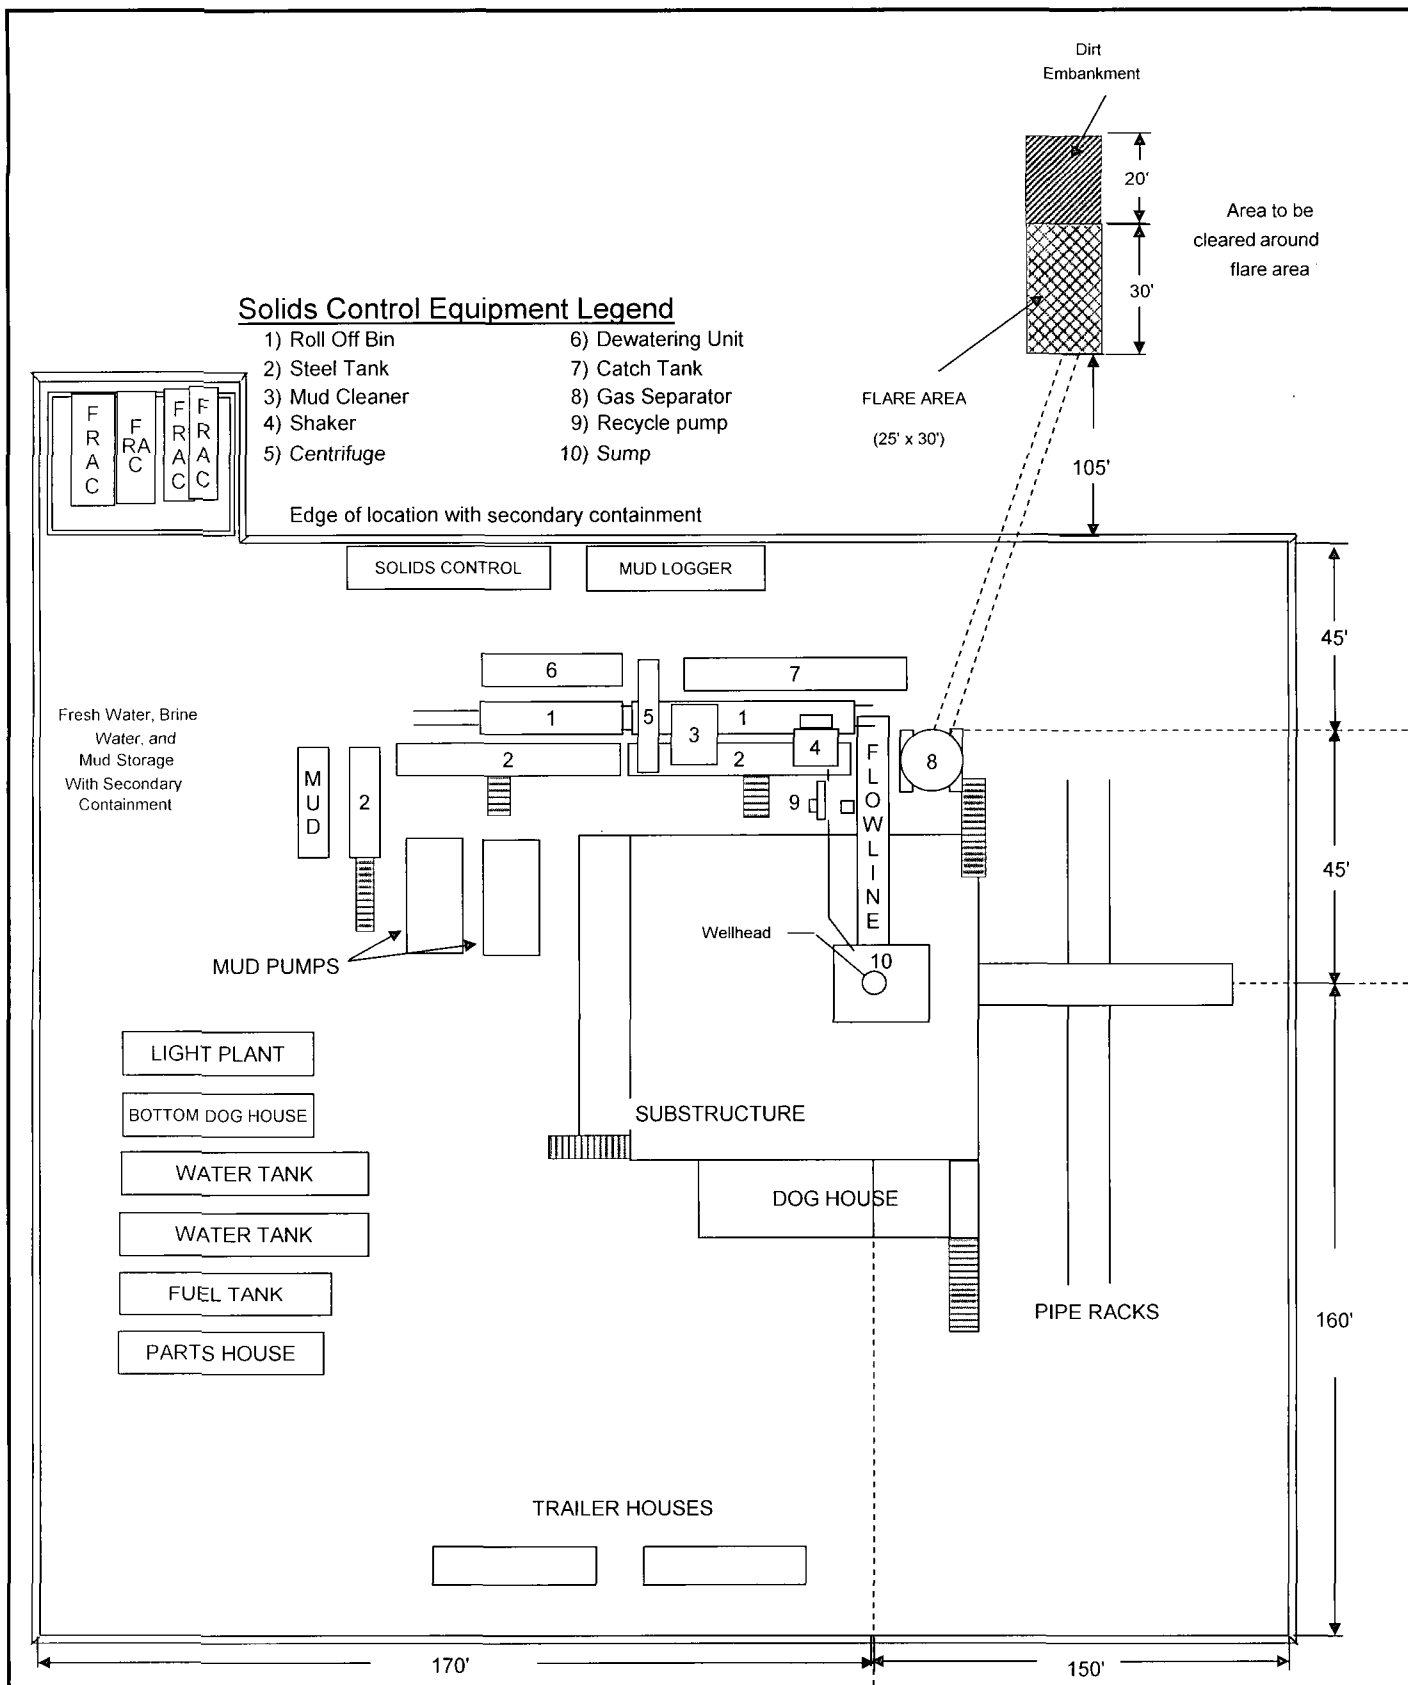 Dirt
Embankment
20'
Area to be
cleared around
flare area
30'
Solids Control Equipment Legend
1) Roll Off Bin
2) Steel Tank
3) Mud Cleaner
4) Shaker
5) Centrifuge
6) Dewatering Unit
7) Catch Tank
8) Gas Separator
9) Recycle pump
10) Sump
FLARE AREA
(25' x 30')
105'
FRAC
FRAC
FRAC
FRAC
Edge of location with secondary containment
SOLIDS CONTROL
MUD LOGGER
45'
6
7
5
1
1
3
4
2
2
8
Fresh Water, Brine
Water, and
Mud Storage
With Secondary
Containment
MUD
2
9
FLOWLINE
45'
Wellhead
10
MUD PUMPS
LIGHT PLANT
BOTTOM DOG HOUSE
WATER TANK
WATER TANK
FUEL TANK
PARTS HOUSE
SUBSTRUCTURE
DOG HOUSE
PIPE RACKS
160'
TRAILER HOUSES
170'
150'